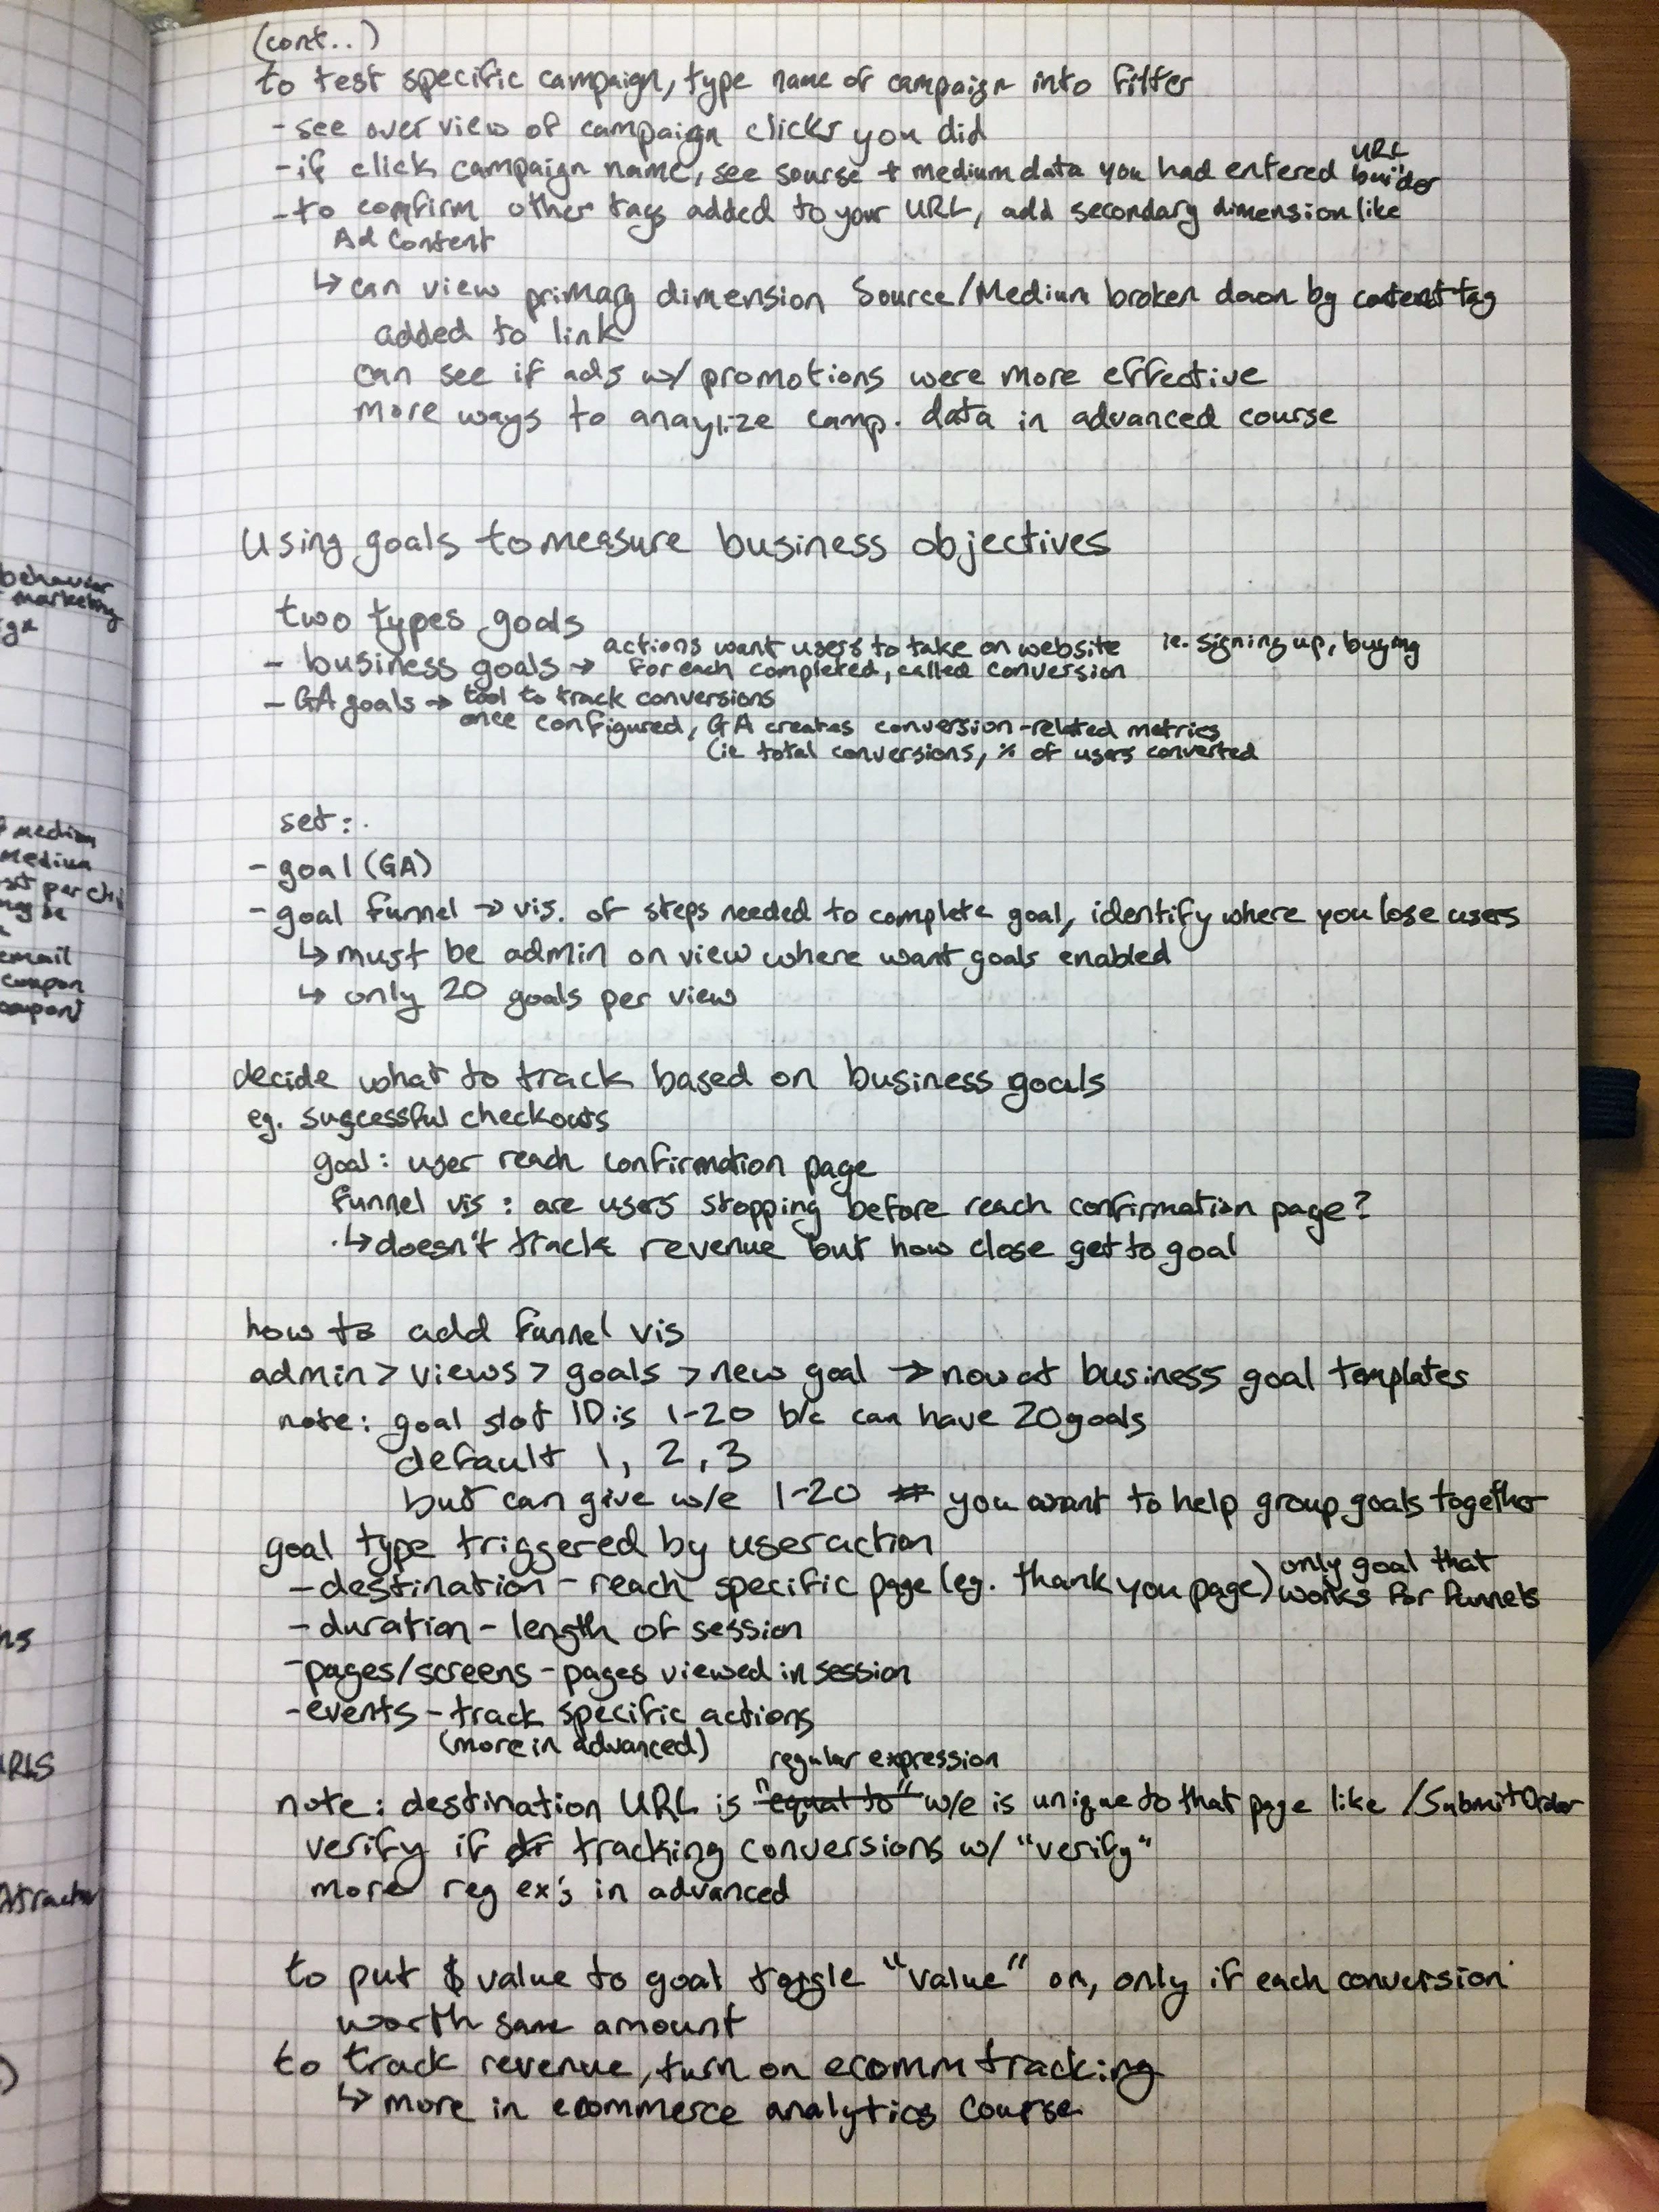 (cont..)
to test specific campaign, type name of campaign into filter
- see over view of campaign clicks you did
- if click campaign name, see sourse + medium data you had entered URL builder
- to comfirm other tags added to your URL, add secondary dimension like
Ad Content
↳ can view primary dimension Source/Medium broken down by content tag
added to link
can see if ads w/ promotions were more effective
more ways to anaylize camp. data in advanced course
Using goals to measure business objectives
two types goals
- business goals → actions want users to take on website ie. signing up, buying
For each completed, called conversion
- GA goals → tool to track conversions
once configured, GA creates conversion-related metrics
(ie total conversions, % of users converted
set:
- goal (GA)
- goal funnel → vis. of steps needed to complete goal, identify where you lose users
↳ must be admin on view where want goals enabled
↳ only 20 goals per view
decide what to track based on business goals
eg. successful checkouts
goal: user reach confirmation page
funnel vis: are users stopping before reach confirmation page?
↳ doesn't track revenue but how close get to goal
how to add funnel vis
admin > views > goals > new goal → now at business goal templates
note: goal slot ID is 1-20 b/c can have 20 goals
default 1, 2, 3
but can give w/e 1-20 # you want to help group goals together
goal type triggered by user action
- destination - reach specific page (eg. thank you page) only goal that
works for funnels
- duration - length of session
- pages/screens - pages viewed in session
- events - track specific actions
(more in advanced)
regular expression
note: destination URL is "equal to" w/e is unique to that page like /SubmitOrder
verify if tracking conversions w/ "verify"
more reg ex's in advanced
to put $ value to goal toggle "value" on, only if each conversion
worth same amount
to track revenue, turn on ecomm tracking
↳ more in ecommerce analytics course
behavior
marketing
medium
Medium
may be
email
coupon
coupon